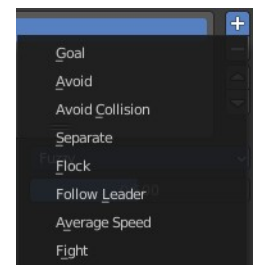 Goal
Avoid
Avoid Collision
Separate
Flock
Follow Leader
Average Speed
Fight